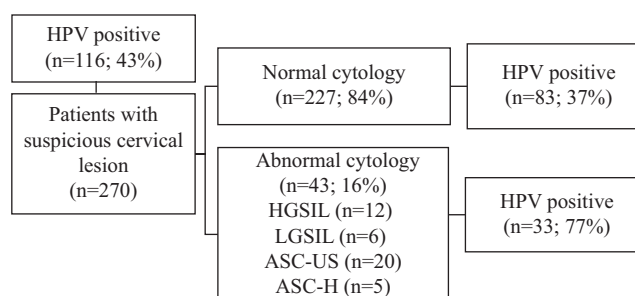 HPV positive
(n=116; 43%)
Patients with
suspicious cervical
lesion
(n=270)
Normal cytology
(n=227; 84%)
HPV positive
(n=83; 37%)
Abnormal cytology
(n=43; 16%)
HGSIL (n=12)
LGSIL (n=6)
ASC-US (n=20)
ASC-H (n=5)
HPV positive
(n=33; 77%)